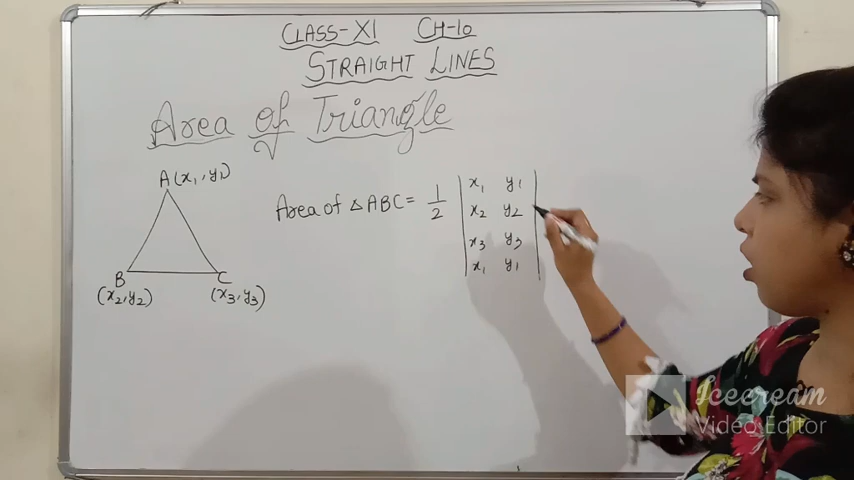 CLASS-XI CH-10
STRAIGHT LINES
Area of Triangle
A(x₁,y₁)
B
(x₂,y₂)
C
(x₃,y₃)
Area of △ABC = 1/2 | x₁ y₁
x₂ y₂
x₃ y₃
x₁ y₁ |
Icecream
Video Editor